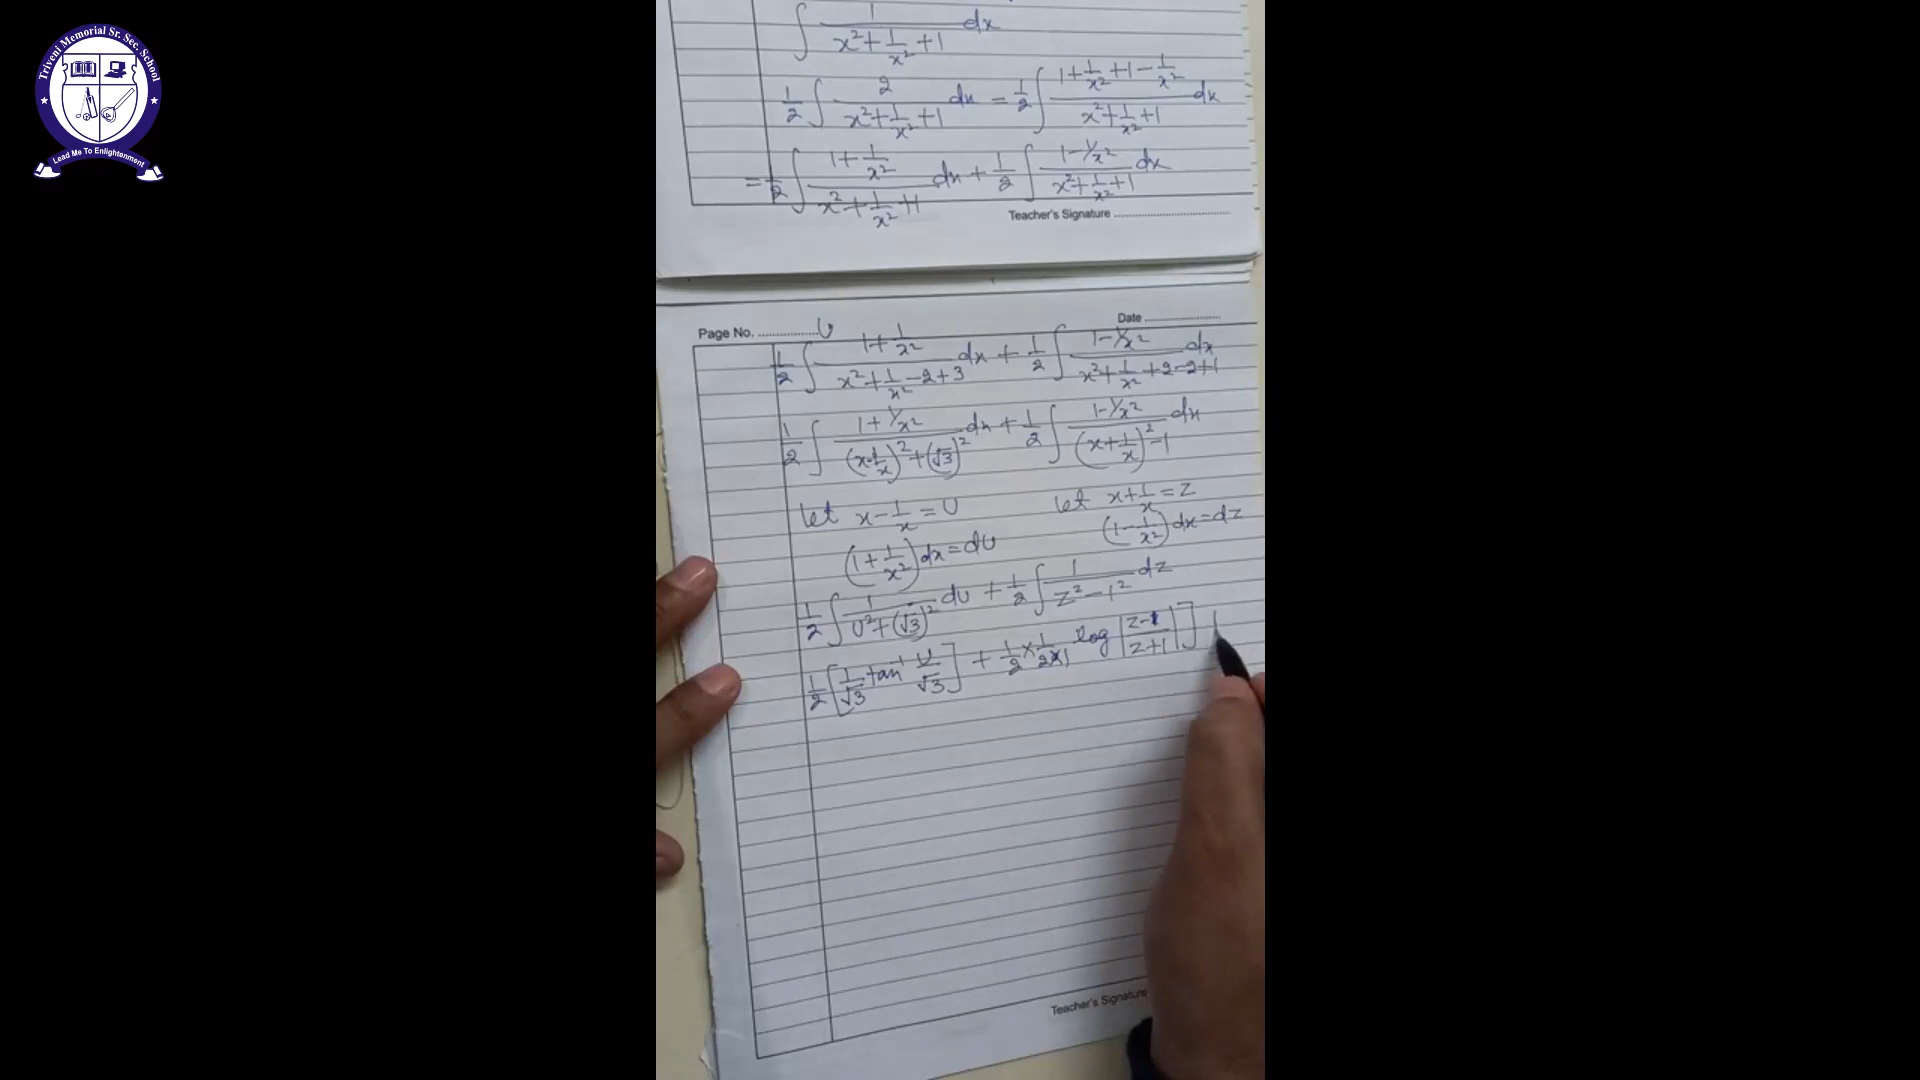 Triveni Memorial Sr. Sec. School
Lead Me To Enlightenment
∫ 1/(x²+1/x²+1) dx
1/2 ∫ 2/(x²+1/x²+1) dx = 1/2 ∫ (1+1/x²+1-1/x²)/(x²+1/x²+1) dx
= 1/2 ∫ (1+1/x²)/(x²+1/x²+1) dx + 1/2 ∫ (1-1/x²)/(x²+1/x²+1) dx
Teacher's Signature
Page No.
Date
1/2 ∫ (1+1/x²)/(x²+1/x²-2+3) dx + 1/2 ∫ (1-1/x²)/(x²+1/x²+2-2+1) dx
1/2 ∫ (1+1/x²)/((x-1/x)²+(√3)²) dx + 1/2 ∫ (1-1/x²)/((x+1/x)²-1) dx
let x-1/x = U let x+1/x = z
(1+1/x²)dx = dU (1-1/x²)dx = dz
1/2 ∫ 1/(U²+(√3)²) dU + 1/2 ∫ 1/(z²-1²) dz
1/2 [1/√3 tan⁻¹ U/√3] + 1/2 × 1/2×1 log |z-1/z+1| ]
Teacher's Signature